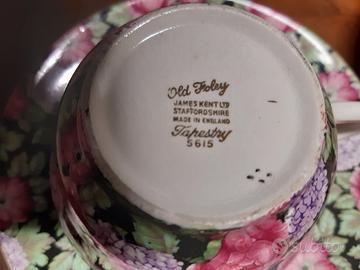 Old Foley
JAMES KENT LTD
STAFFORDSHIRE
MADE IN ENGLAND
Tapestry
5615